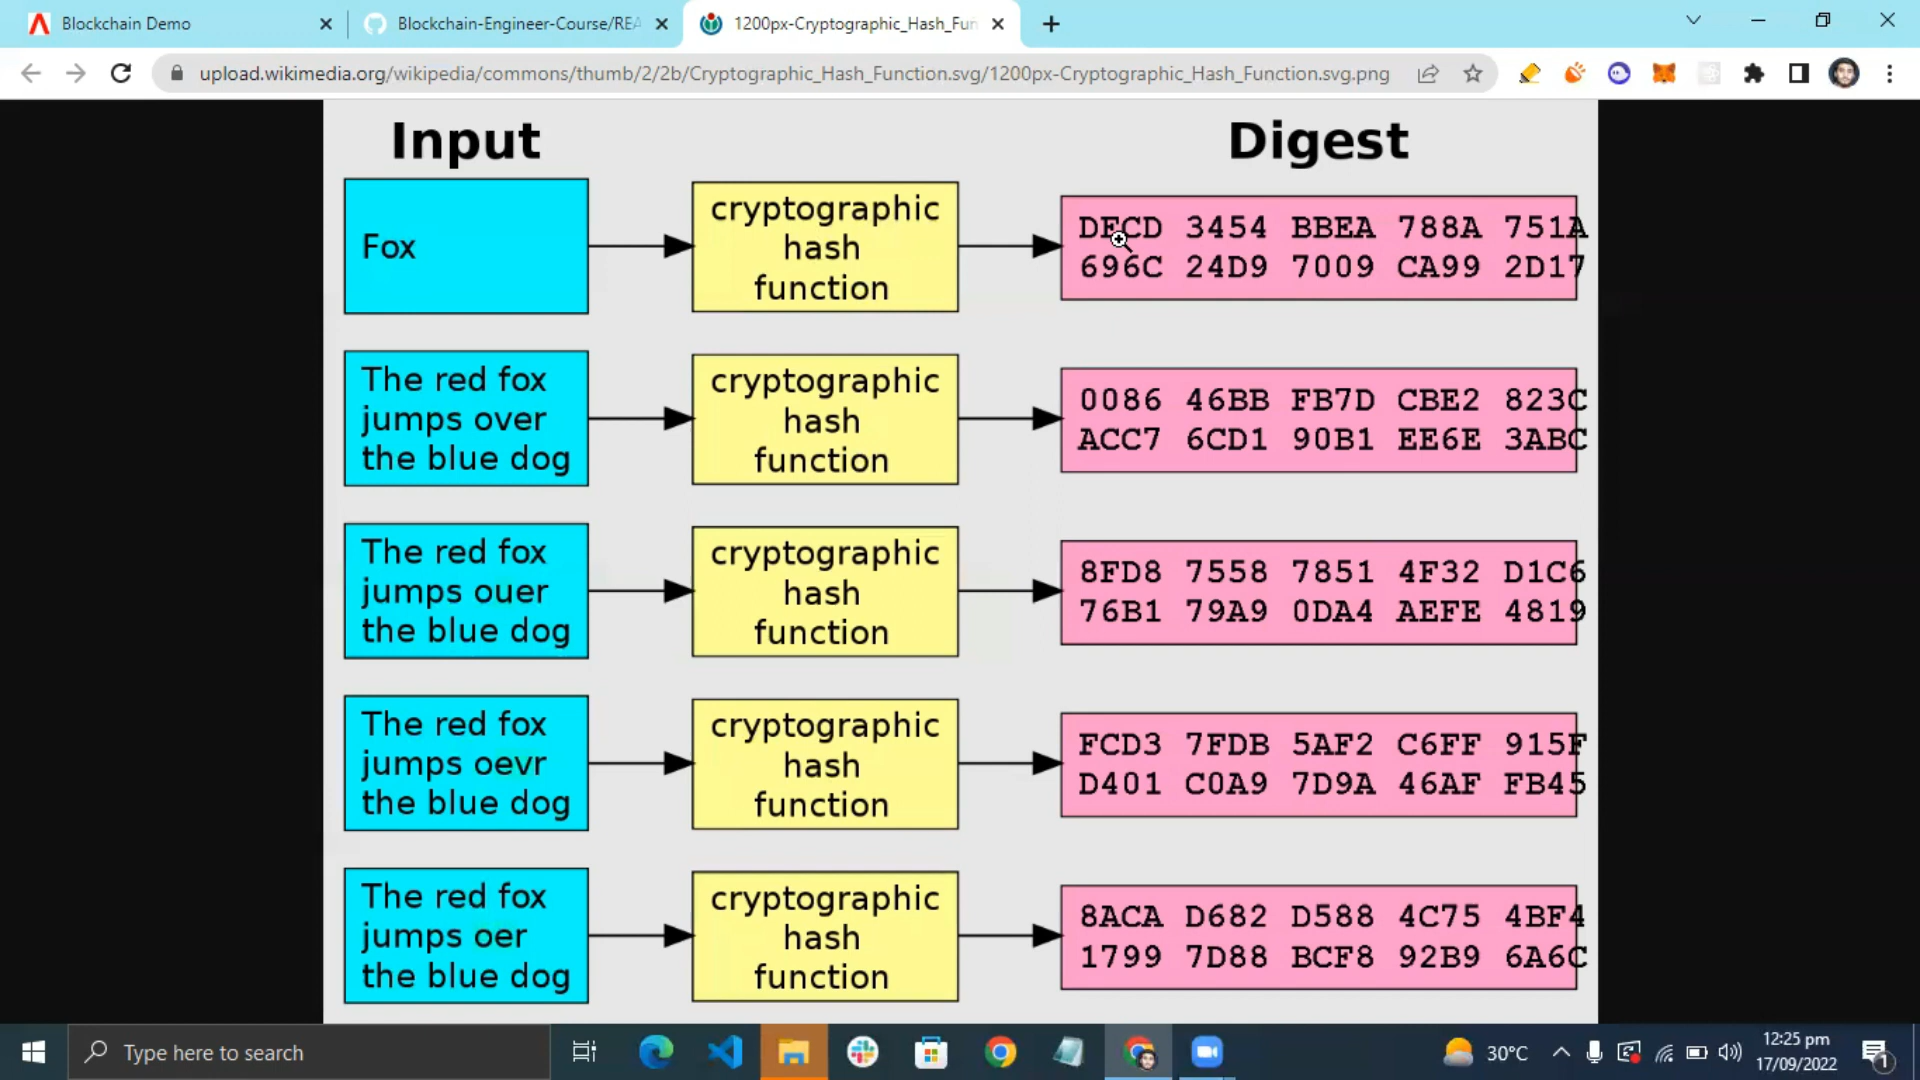 Blockchain Demo
Blockchain-Engineer-Course/REA
1200px-Cryptographic_Hash_Fun
upload.wikimedia.org/wikipedia/commons/thumb/2/2b/Cryptographic_Hash_Function.svg/1200px-Cryptographic_Hash_Function.svg.png
Input
Digest
Fox
cryptographic
hash
function
DFCD 3454 BBEA 788A 751A
696C 24D9 7009 CA99 2D17
The red fox
jumps over
the blue dog
cryptographic
hash
function
0086 46BB FB7D CBE2 823C
ACC7 6CD1 90B1 EE6E 3ABC
The red fox
jumps ouer
the blue dog
cryptographic
hash
function
8FD8 7558 7851 4F32 D1C6
76B1 79A9 0DA4 AEFE 4819
The red fox
jumps oevr
the blue dog
cryptographic
hash
function
FCD3 7FDB 5AF2 C6FF 915F
D401 C0A9 7D9A 46AF FB45
The red fox
jumps oer
the blue dog
cryptographic
hash
function
8ACA D682 D588 4C75 4BF4
1799 7D88 BCF8 92B9 6A6C
Type here to search
30°C
12:25 pm
17/09/2022
1